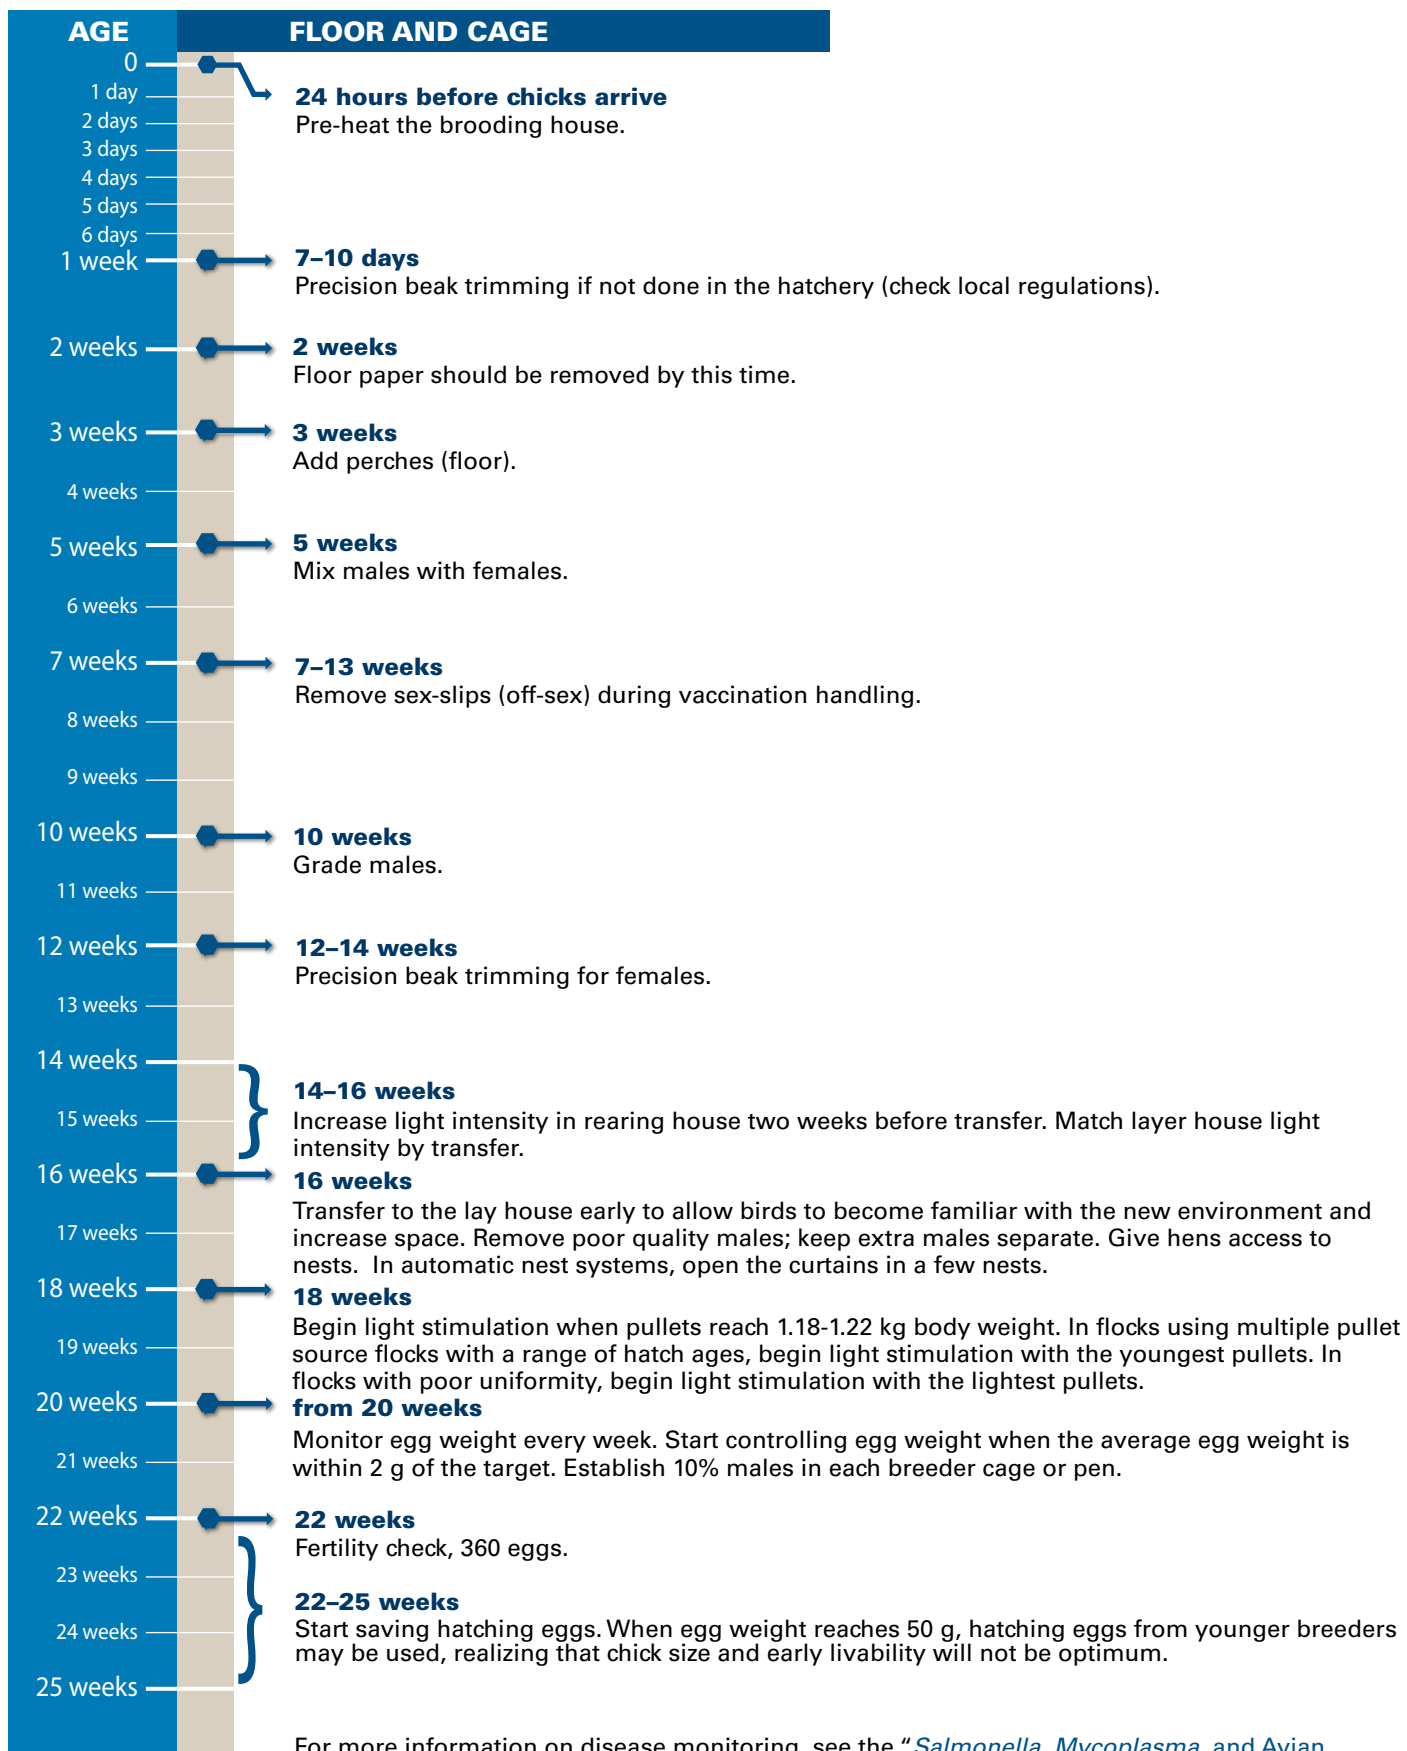 AGE
FLOOR AND CAGE
0
1 day
24 hours before chicks arrive
2 days
Pre-heat the brooding house.
3 days
4 days
5 days
6 days
1 week
7–10 days
Precision beak trimming if not done in the hatchery (check local regulations).
2 weeks
2 weeks
Floor paper should be removed by this time.
3 weeks
3 weeks
Add perches (floor).
4 weeks
5 weeks
5 weeks
Mix males with females.
6 weeks
7 weeks
7–13 weeks
Remove sex-slips (off-sex) during vaccination handling.
8 weeks
9 weeks
10 weeks
10 weeks
Grade males.
11 weeks
12 weeks
12–14 weeks
Precision beak trimming for females.
13 weeks
14 weeks
14–16 weeks
15 weeks
Increase light intensity in rearing house two weeks before transfer. Match layer house light
intensity by transfer.
16 weeks
16 weeks
Transfer to the lay house early to allow birds to become familiar with the new environment and
17 weeks
increase space. Remove poor quality males; keep extra males separate. Give hens access to
nests.  In automatic nest systems, open the curtains in a few nests.
18 weeks
18 weeks
Begin light stimulation when pullets reach 1.18-1.22 kg body weight. In flocks using multiple pullet
19 weeks
source flocks with a range of hatch ages, begin light stimulation with the youngest pullets. In
flocks with poor uniformity, begin light stimulation with the lightest pullets.
20 weeks
from 20 weeks
Monitor egg weight every week. Start controlling egg weight when the average egg weight is
21 weeks
within 2 g of the target. Establish 10% males in each breeder cage or pen.
22 weeks
22 weeks
Fertility check, 360 eggs.
23 weeks
22–25 weeks
Start saving hatching eggs. When egg weight reaches 50 g, hatching eggs from younger breeders
24 weeks
may be used, realizing that chick size and early livability will not be optimum.
25 weeks
For more information on disease monitoring, see the “Salmonella, Mycoplasma, and Avian